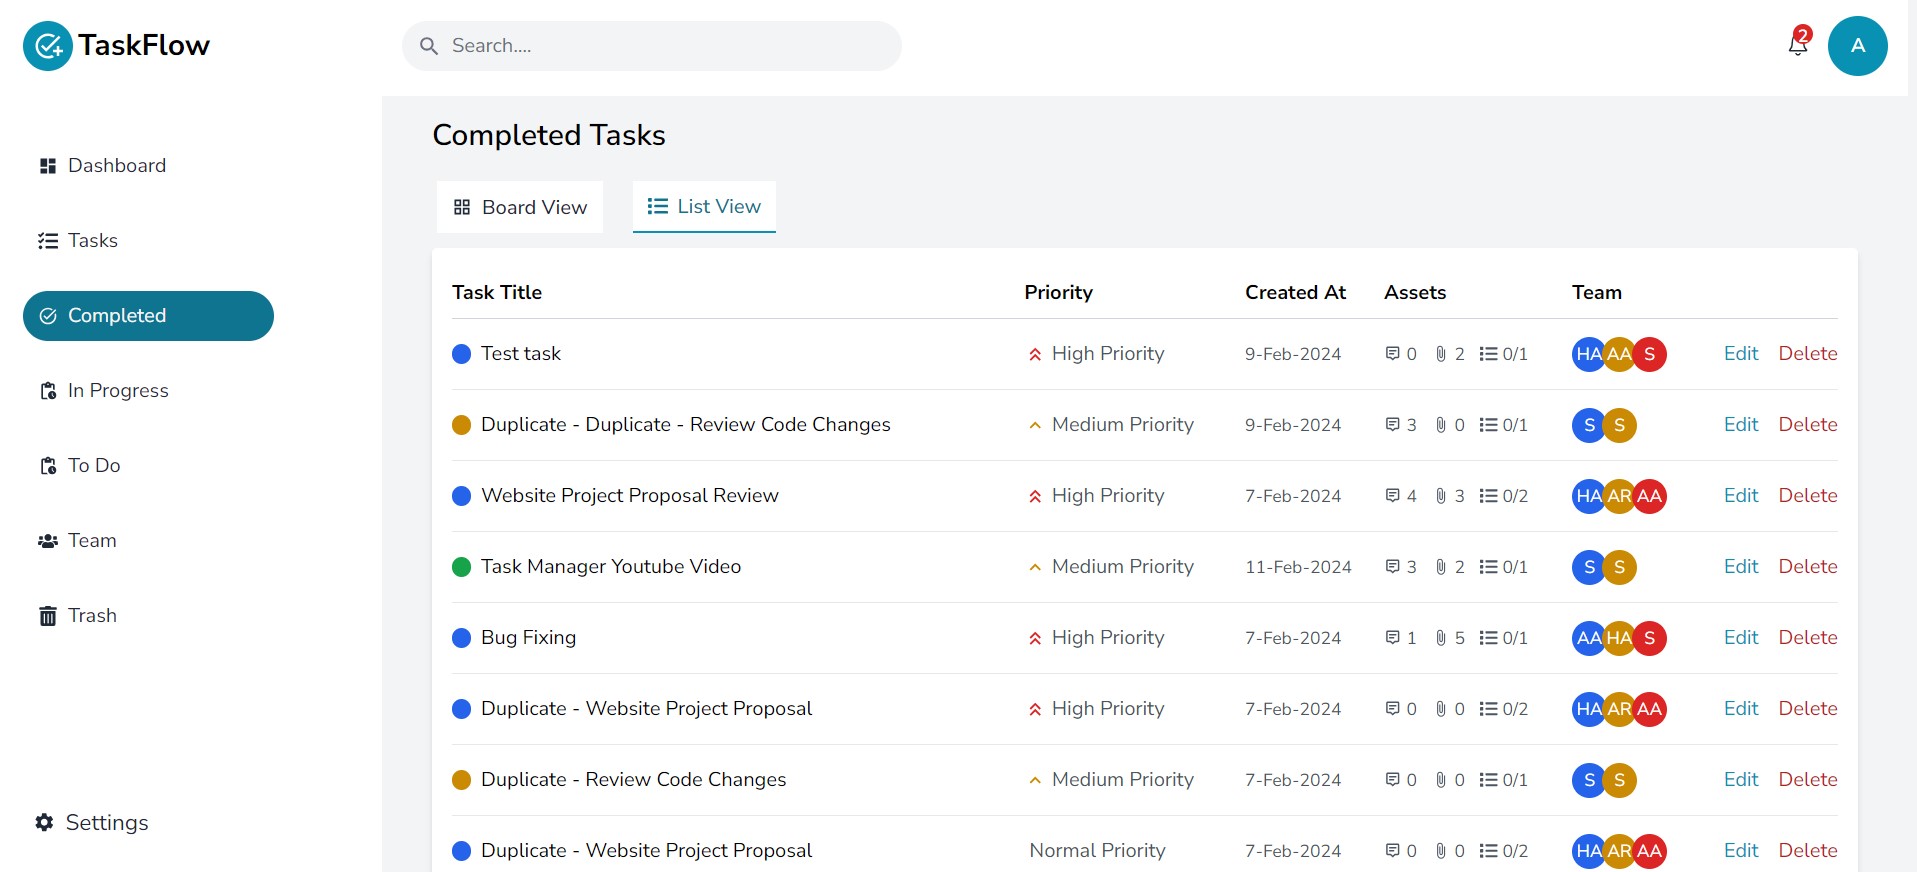 TaskFlow
Search....
2
A
Dashboard
Tasks
Completed
In Progress
To Do
Team
Trash
Settings
Completed Tasks
Board View
List View
Task Title Priority Created At Assets Team
Test task High Priority 9-Feb-2024 0 2 0/1 HA AA S Edit Delete
Duplicate - Duplicate - Review Code Changes Medium Priority 9-Feb-2024 3 0 0/1 S S Edit Delete
Website Project Proposal Review High Priority 7-Feb-2024 4 3 0/2 HA AR AA Edit Delete
Task Manager Youtube Video Medium Priority 11-Feb-2024 3 2 0/1 S S Edit Delete
Bug Fixing High Priority 7-Feb-2024 1 5 0/1 AA HA S Edit Delete
Duplicate - Website Project Proposal High Priority 7-Feb-2024 0 0 0/2 HA AR AA Edit Delete
Duplicate - Review Code Changes Medium Priority 7-Feb-2024 0 0 0/1 S S Edit Delete
Duplicate - Website Project Proposal Normal Priority 7-Feb-2024 0 0 0/2 HA AR AA Edit Delete